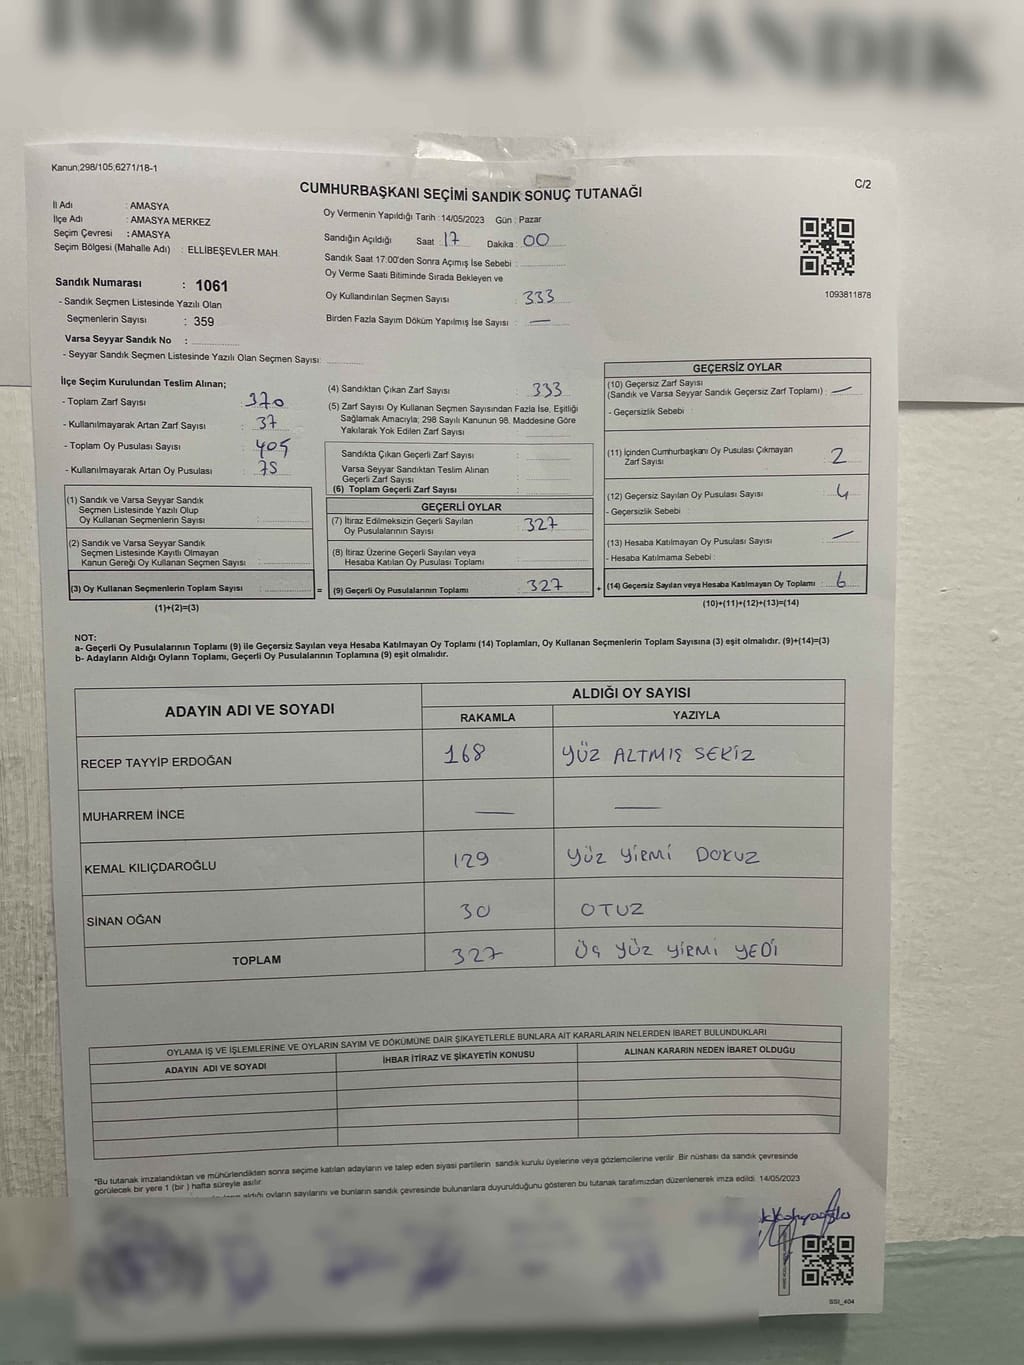 1061 NOLU SANDIK
Kanun;298/105,6271/18-1
C/2
CUMHURBAŞKANI SEÇİMİ SANDIK SONUÇ TUTANAĞI
İl Adı : AMASYA
İlçe Adı : AMASYA MERKEZ
Seçim Çevresi : AMASYA
Seçim Bölgesi (Mahalle Adı) : ELLİBEŞEVLER MAH.
Oy Vermenin Yapıldığı Tarih :14/05/2023 Gün : Pazar
Sandığın Açıldığı Saat : 17 Dakika : 00
Sandık Saat 17:00'den Sonra Açımış İse Sebebi :
Oy Verme Saati Bitiminde Sırada Bekleyen ve
Oy Kullandırılan Seçmen Sayısı : 333
Birden Fazla Sayım Döküm Yapılmış İse Sayısı : —
1093811878
Sandık Numarası : 1061
- Sandık Seçmen Listesinde Yazılı Olan
Seçmenlerin Sayısı : 359
Varsa Seyyar Sandık No :
- Seyyar Sandık Seçmen Listesinde Yazılı Olan Seçmen Sayısı:
İlçe Seçim Kurulundan Teslim Alınan;
- Toplam Zarf Sayısı : 370
- Kullanılmayarak Artan Zarf Sayısı : 37
- Toplam Oy Pusulası Sayısı : 405
- Kullanılmayarak Artan Oy Pusulası : 75
(1) Sandık ve Varsa Seyyar Sandık
Seçmen Listesinde Yazılı Olup
Oy Kullanan Seçmenlerin Sayısı :
(2) Sandık ve Varsa Seyyar Sandık
Seçmen Listesinde Kayıtlı Olmayan
Kanun Gereği Oy Kullanan Seçmen Sayısı :
(3) Oy Kullanan Seçmenlerin Toplam Sayısı :
(1)+(2)=(3)
(4) Sandıktan Çıkan Zarf Sayısı : 333
(5) Zarf Sayısı Oy Kullanan Seçmen Sayısından Fazla İse, Eşitliği
Sağlamak Amacıyla; 298 Sayılı Kanunun 98. Maddesine Göre
Yakılarak Yok Edilen Zarf Sayısı :
Sandıkta Çıkan Geçerli Zarf Sayısı :
Varsa Seyyar Sandıktan Teslim Alınan
Geçerli Zarf Sayısı :
(6) Toplam Geçerli Zarf Sayısı :
GEÇERLİ OYLAR
(7) İtiraz Edilmeksizin Geçerli Sayılan
Oy Pusulalarının Sayısı : 327
(8) İtiraz Üzerine Geçerli Sayılan veya
Hesaba Katılan Oy Pusulası Toplamı :
= (9) Geçerli Oy Pusulalarının Toplamı : 327 +
GEÇERSİZ OYLAR
(10) Geçersiz Zarf Sayısı
(Sandık ve Varsa Seyyar Sandık Geçersiz Zarf Toplamı) : —
- Geçersizlik Sebebi :
(11) İçinden Cumhurbaşkanı Oy Pusulası Çıkmayan
Zarf Sayısı : 2
(12) Geçersiz Sayılan Oy Pusulası Sayısı : 4
- Geçersizlik Sebebi :
(13) Hesaba Katılmayan Oy Pusulası Sayısı : —
- Hesaba Katılmama Sebebi :
(14) Geçersiz Sayılan veya Hesaba Katılmayan Oy Toplamı : 6
(10)+(11)+(12)+(13)=(14)
NOT:
a- Geçerli Oy Pusulalarının Toplamı (9) ile Geçersiz Sayılan veya Hesaba Katılmayan Oy Toplamı (14) Toplamları, Oy Kullanan Seçmenlerin Toplam Sayısına (3) eşit olmalıdır. (9)+(14)=(3)
b- Adayların Aldığı Oyların Toplamı, Geçerli Oy Pusulalarının Toplamına (9) eşit olmalıdır.
ADAYIN ADI VE SOYADI ALDIĞI OY SAYISI
RAKAMLA YAZIYLA
RECEP TAYYİP ERDOĞAN 168 YÜZ ALTMIŞ SEKİZ
MUHARREM İNCE — —
KEMAL KILIÇDAROĞLU 129 YÜZ YİRMİ DOKUZ
SİNAN OĞAN 30 OTUZ
TOPLAM 327 ÜÇ YÜZ YİRMİ YEDİ
OYLAMA İŞ VE İŞLEMLERİNE VE OYLARIN SAYIM VE DÖKÜMÜNE DAİR ŞİKAYETLERLE BUNLARA AİT KARARLARIN NELERDEN İBARET BULUNDUKLARI
ADAYIN ADI VE SOYADI İHBAR İTİRAZ VE ŞİKAYETİN KONUSU ALINAN KARARIN NEDEN İBARET OLDUĞU
*Bu tutanak imzalandıktan ve mühürlendikten sonra seçime katılan adayların ve talep eden siyasi partilerin sandık kurulu üyelerine veya gözlemcilerine verilir. Bir nüshası da sandık çevresinde
görülecek bir yere 1 (bir ) hafta süreyle asılır.
aldığı oyların sayılarını ve bunların sandık çevresinde bulunanlara duyurulduğunu gösteren bu tutanak tarafımızdan düzenlenerek imza edildi. 14/05/2023
SSI_404